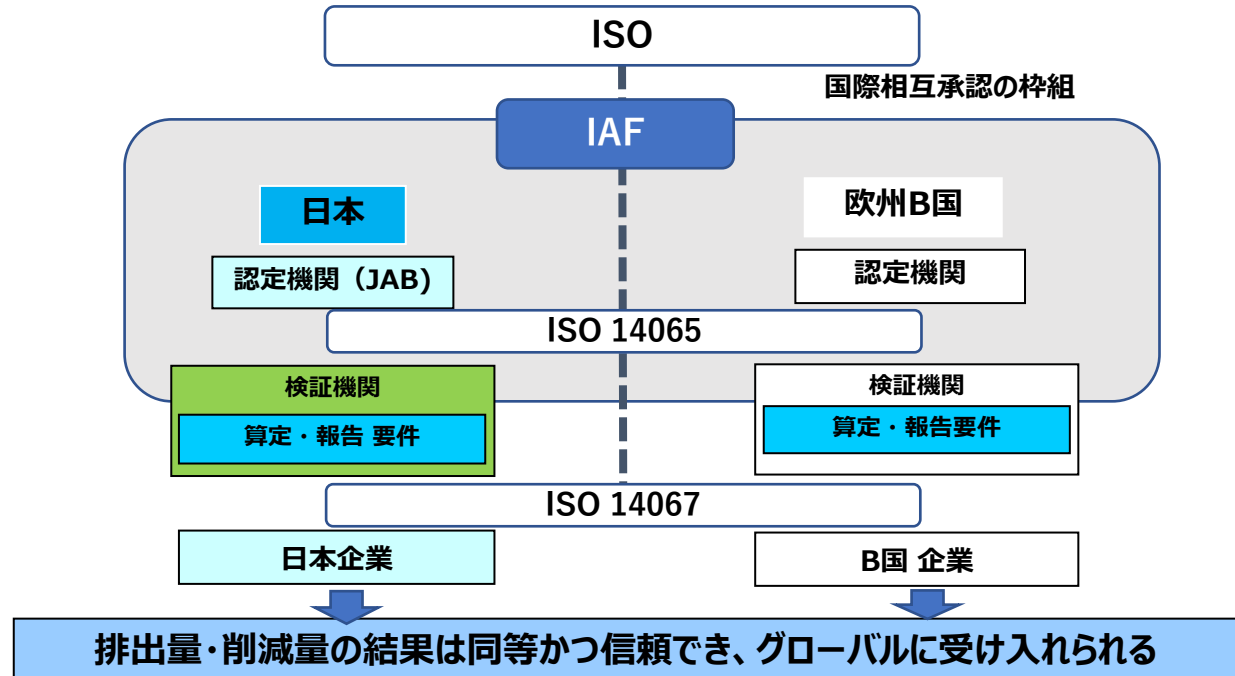 ISO
国際相互承認の枠組
IAF
日本
欧州B国
認定機関（JAB)
認定機関
ISO 14065
検証機関
検証機関
算定・報告 要件
算定・報告要件
ISO 14067
日本企業
B国 企業
排出量・削減量の結果は同等かつ信頼でき、グローバルに受け入れられる